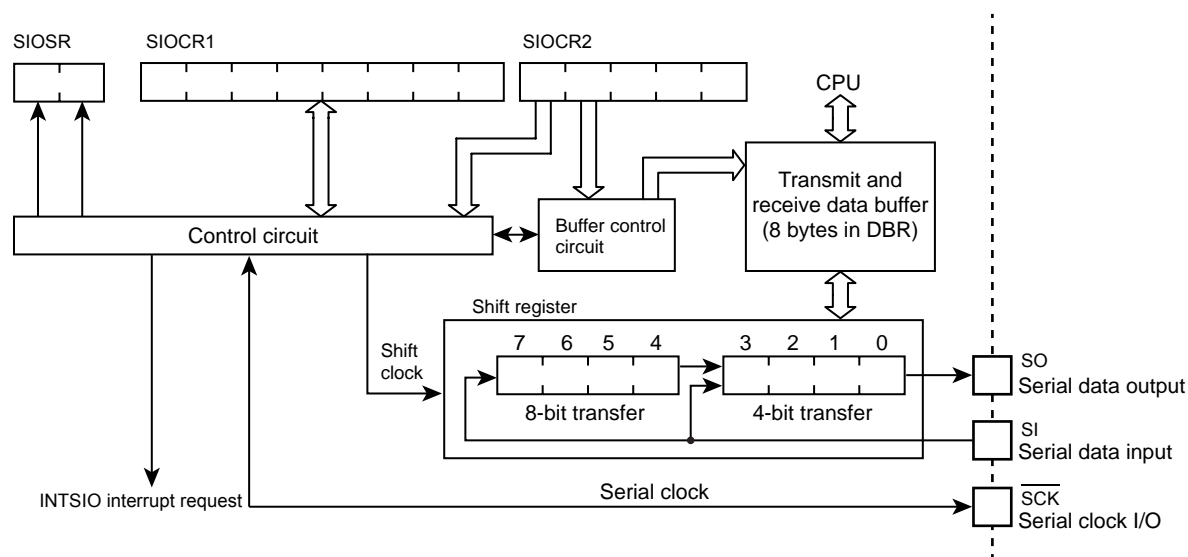 SIOSR
SIOCR1
SIOCR2
CPU
Transmit and
receive data buffer
(8 bytes in DBR)
Control circuit
Buffer control
circuit
Shift register
7 6 5 4 3 2 1 0
Shift
clock
8-bit transfer
4-bit transfer
SO
Serial data output
SI
Serial data input
INTSIO interrupt request
Serial clock
SCK
Serial clock I/O